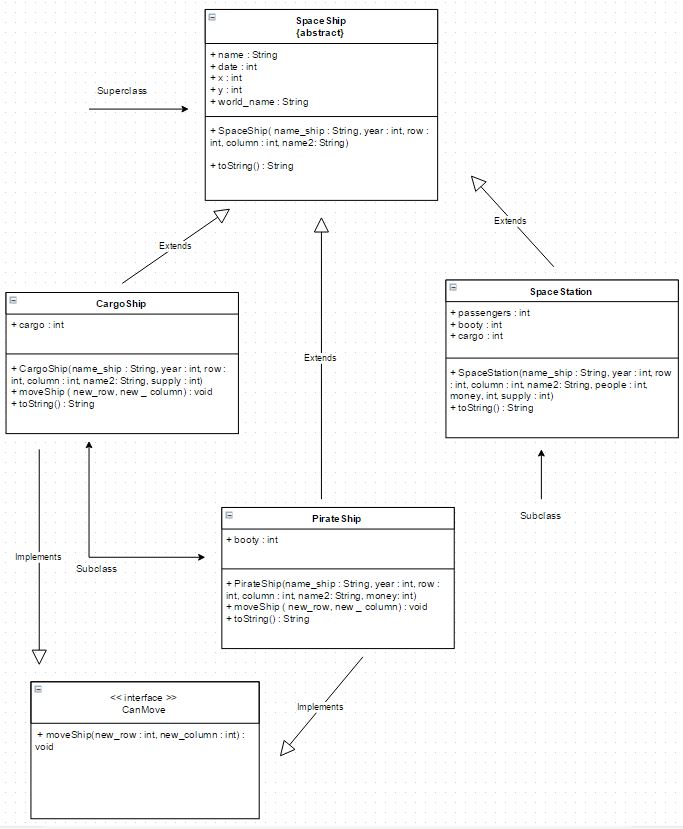 SpaceShip
{abstract}
+ name : String
+ date : int
+ x : int
+ y : int
+ world_name : String
+ SpaceShip( name_ship : String, year : int, row :
int, column : int, name2: String)
+ toString() : String
Superclass
Extends
Extends
Extends
CargoShip
+ cargo : int
+ CargoShip(name_ship : String, year : int, row :
int, column : int, name2: String, supply : int)
+ moveShip ( new_row, new _ column) : void
+ toString() : String
SpaceStation
+ passengers : int
+ booty : int
+ cargo : int
+ SpaceStation(name_ship : String, year : int, row
: int, column : int, name2: String, people : int,
money, int, supply : int)
+ toString() : String
Subclass
PirateShip
+ booty : int
+ PirateShip(name_ship : String, year : int, row :
int, column : int, name2: String, money: int)
+ moveShip ( new_row, new _ column) : void
+ toString() : String
Implements
Subclass
Implements
<< interface >>
CanMove
+ moveShip(new_row : int, new_column : int) :
void